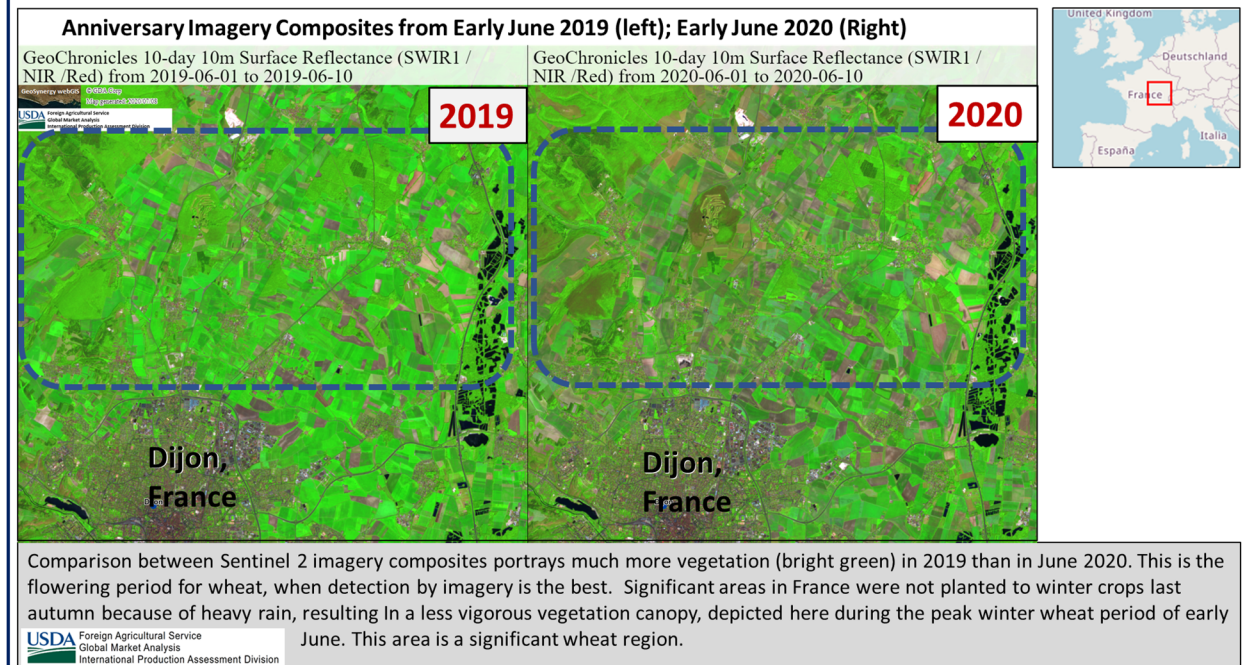 Anniversary Imagery Composites from Early June 2019 (left); Early June 2020 (Right)
GeoChronicles 10-day 10m Surface Reflectance (SWIR1 /
NIR /Red) from 2019-06-01 to 2019-06-10
GeoChronicles 10-day 10m Surface Reflectance (SWIR1 /
NIR /Red) from 2020-06-01 to 2020-06-10
GeoSynergy webGIS
USDA Foreign Agricultural Service
Global Market Analysis
International Production Assessment Division
2019
2020
Dijon,
France
Dijon,
France
United Kingdom
Deutschland
France
Italia
España
Comparison between Sentinel 2 imagery composites portrays much more vegetation (bright green) in 2019 than in June 2020. This is the
flowering period for wheat, when detection by imagery is the best.  Significant areas in France were not planted to winter crops last
autumn because of heavy rain, resulting In a less vigorous vegetation canopy, depicted here during the peak winter wheat period of early
June. This area is a significant wheat region.
USDA Foreign Agricultural Service
Global Market Analysis
International Production Assessment Division